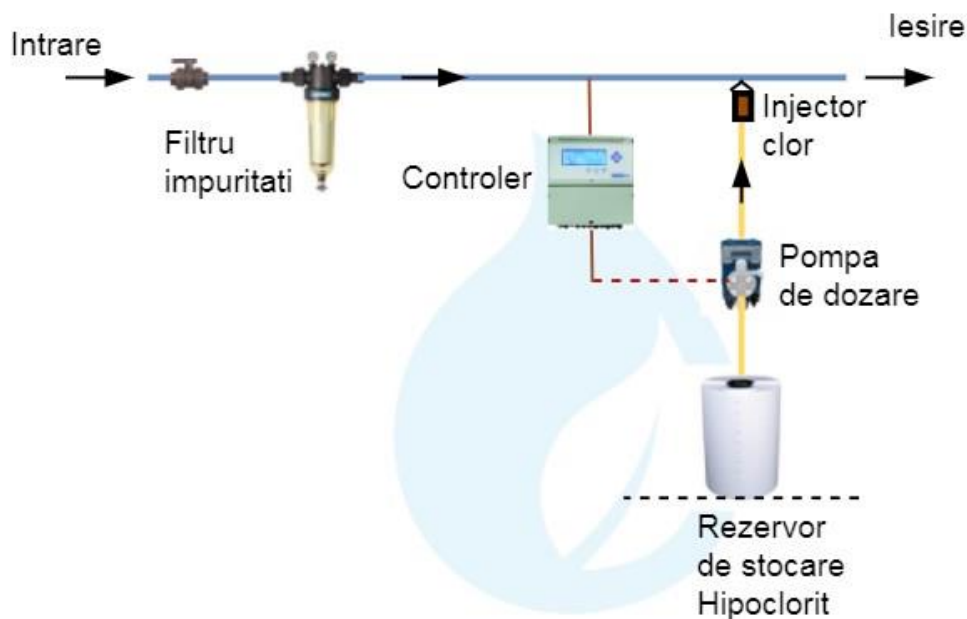 Intrare
Iesire
Filtru
impuritati
Controler
Injector
clor
Pompa
de dozare
Rezervor
de stocare
Hipoclorit